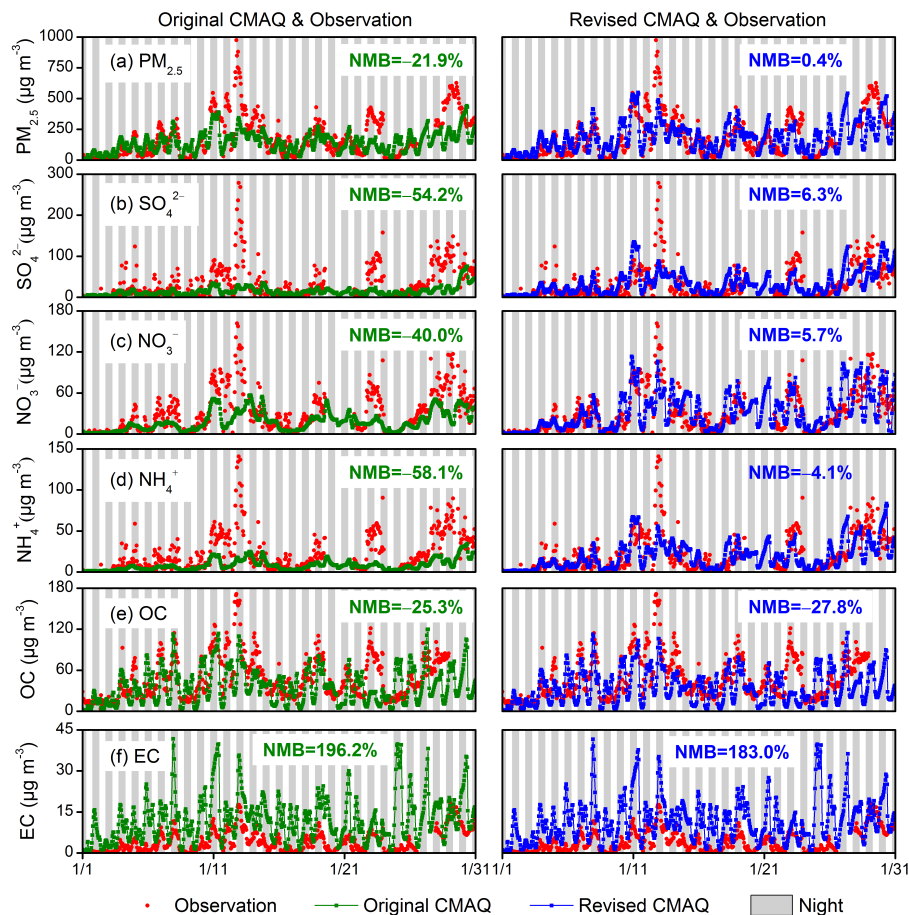 Original CMAQ & Observation
Revised CMAQ & Observation
1000
750
500
250
0
PM2.5 (µg m-3)
(a) PM2.5
NMB=−21.9%
NMB=0.4%
300
200
100
0
SO4 2− (µg m-3)
(b) SO4 2−
NMB=−54.2%
NMB=6.3%
180
120
60
0
NO3− (µg m-3)
(c) NO3−
NMB=−40.0%
NMB=5.7%
150
100
50
0
NH4+ (µg m-3)
(d) NH4+
NMB=−58.1%
NMB=−4.1%
180
120
60
0
OC (µg m-3)
(e) OC
NMB=−25.3%
NMB=−27.8%
45
30
15
0
EC (µg m-3)
(f) EC
NMB=196.2%
NMB=183.0%
1/1 1/11 1/21 1/31
1/1 1/11 1/21 1/31
Observation Original CMAQ Revised CMAQ Night